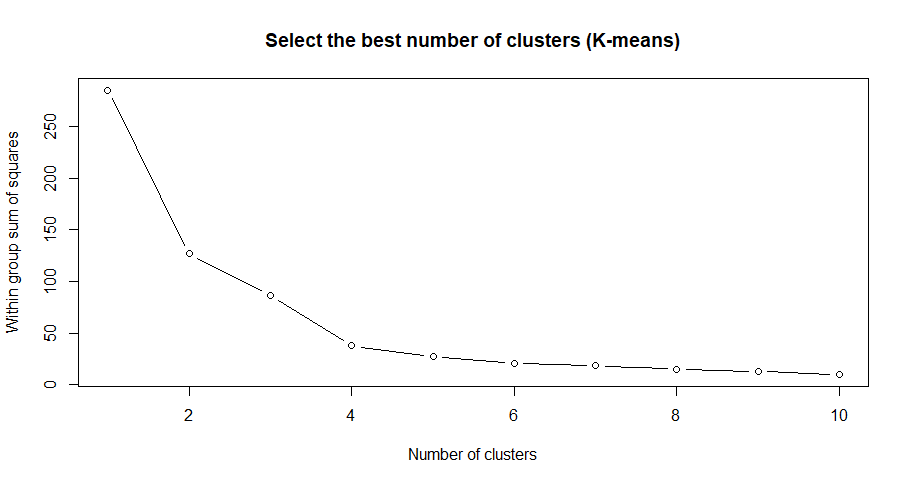 Select the best number of clusters (K-means)
Within group sum of squares
250
200
150
100
50
0
2 4 6 8 10
Number of clusters